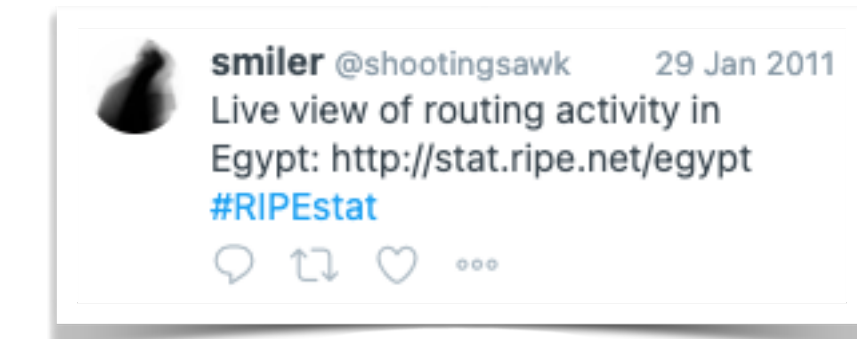 smiler @shootingsawk 29 Jan 2011
Live view of routing activity in
Egypt: http://stat.ripe.net/egypt
#RIPEstat